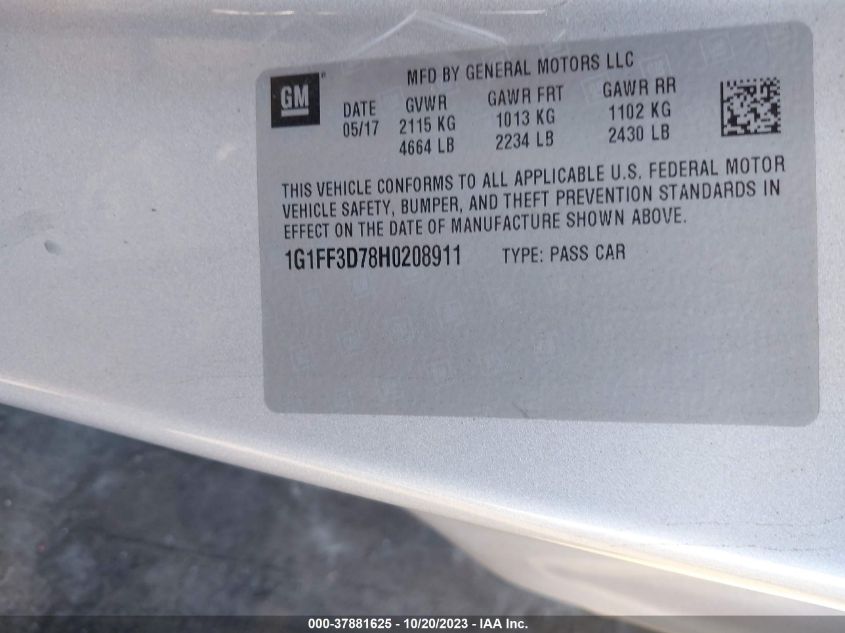 GM®
MFD BY GENERAL MOTORS LLC
DATE GVWR GAWR FRT GAWR RR
05/17 2115 KG 1013 KG 1102 KG
4664 LB 2234 LB 2430 LB
THIS VEHICLE CONFORMS TO ALL APPLICABLE U.S. FEDERAL MOTOR
VEHICLE SAFETY, BUMPER, AND THEFT PREVENTION STANDARDS IN
EFFECT ON THE DATE OF MANUFACTURE SHOWN ABOVE.
1G1FF3D78H0208911 TYPE: PASS CAR
000-37881625 - 10/20/2023 - IAA Inc.